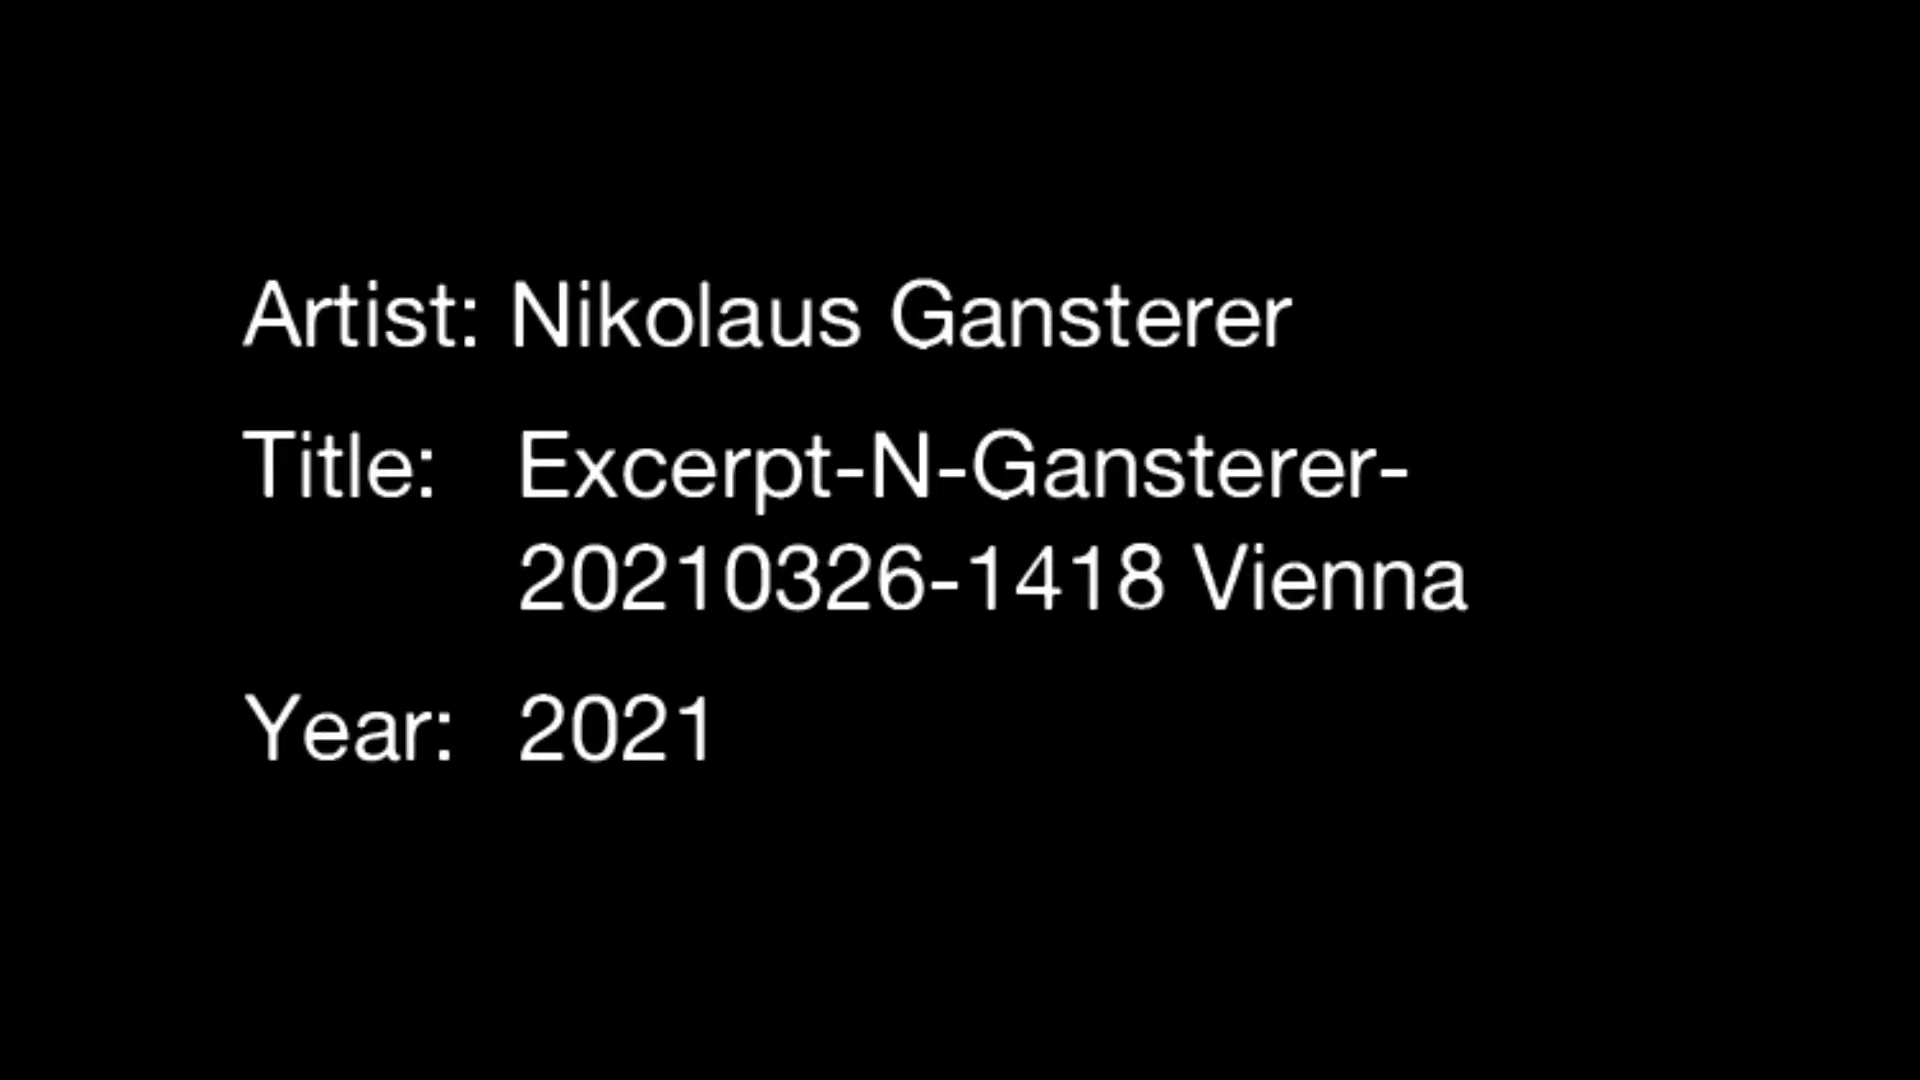 Artist: Nikolaus Gansterer
Title: Excerpt-N-Gansterer-
20210326-1418 Vienna
Year: 2021